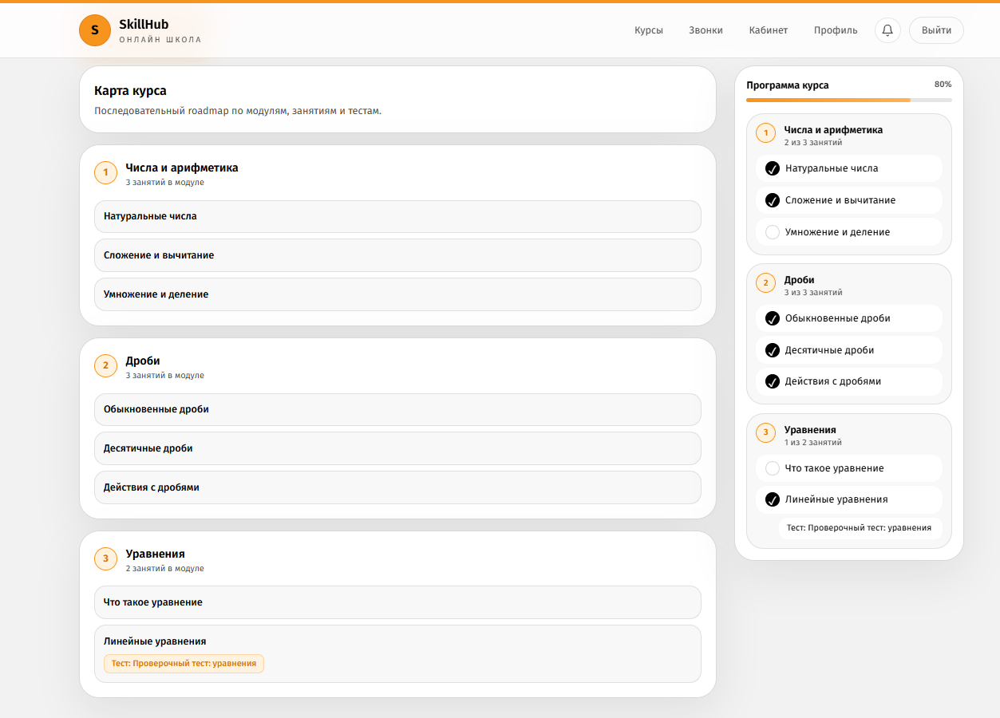 S
SkillHub
ОНЛАЙН ШКОЛА
Курсы
Звонки
Кабинет
Профиль
Выйти
Карта курса
Последовательный roadmap по модулям, занятиям и тестам.
1
Числа и арифметика
3 занятий в модуле
Натуральные числа
Сложение и вычитание
Умножение и деление
2
Дроби
3 занятий в модуле
Обыкновенные дроби
Десятичные дроби
Действия с дробями
3
Уравнения
2 занятий в модуле
Что такое уравнение
Линейные уравнения
Тест: Проверочный тест: уравнения
Программа курса
80%
1
Числа и арифметика
2 из 3 занятий
Натуральные числа
Сложение и вычитание
Умножение и деление
2
Дроби
3 из 3 занятий
Обыкновенные дроби
Десятичные дроби
Действия с дробями
3
Уравнения
1 из 2 занятий
Что такое уравнение
Линейные уравнения
Тест: Проверочный тест: уравнения